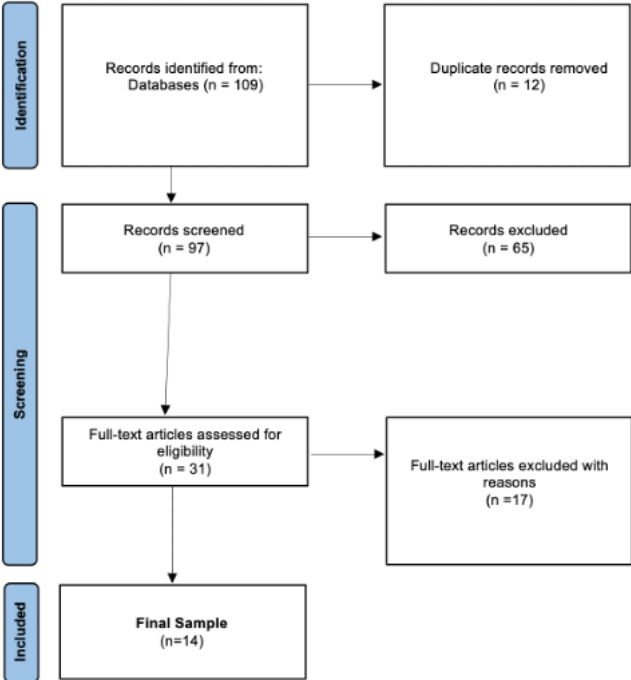 Identification
Records identified from:
Databases (n = 109)
Duplicate records removed
(n = 12)
Screening
Records screened
(n = 97)
Records excluded
(n = 65)
Full-text articles assessed for
eligibility
(n = 31)
Full-text articles excluded with
reasons
(n =17)
Included
Final Sample
(n=14)